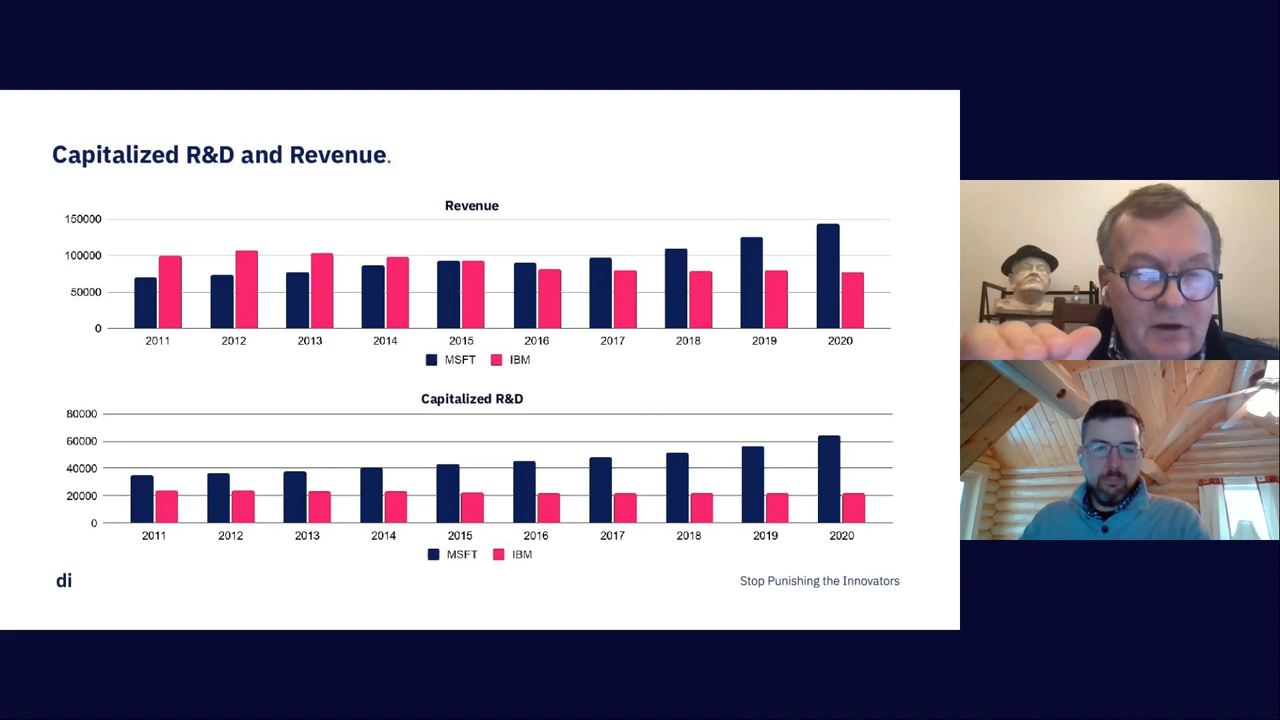 Capitalized R&D and Revenue.
Revenue
150000
100000
50000
0
2011 2012 2013 2014 2015 2016 2017 2018 2019 2020
MSFT IBM
Capitalized R&D
80000
60000
40000
20000
0
2011 2012 2013 2014 2015 2016 2017 2018 2019 2020
MSFT IBM
di
Stop Punishing the Innovators